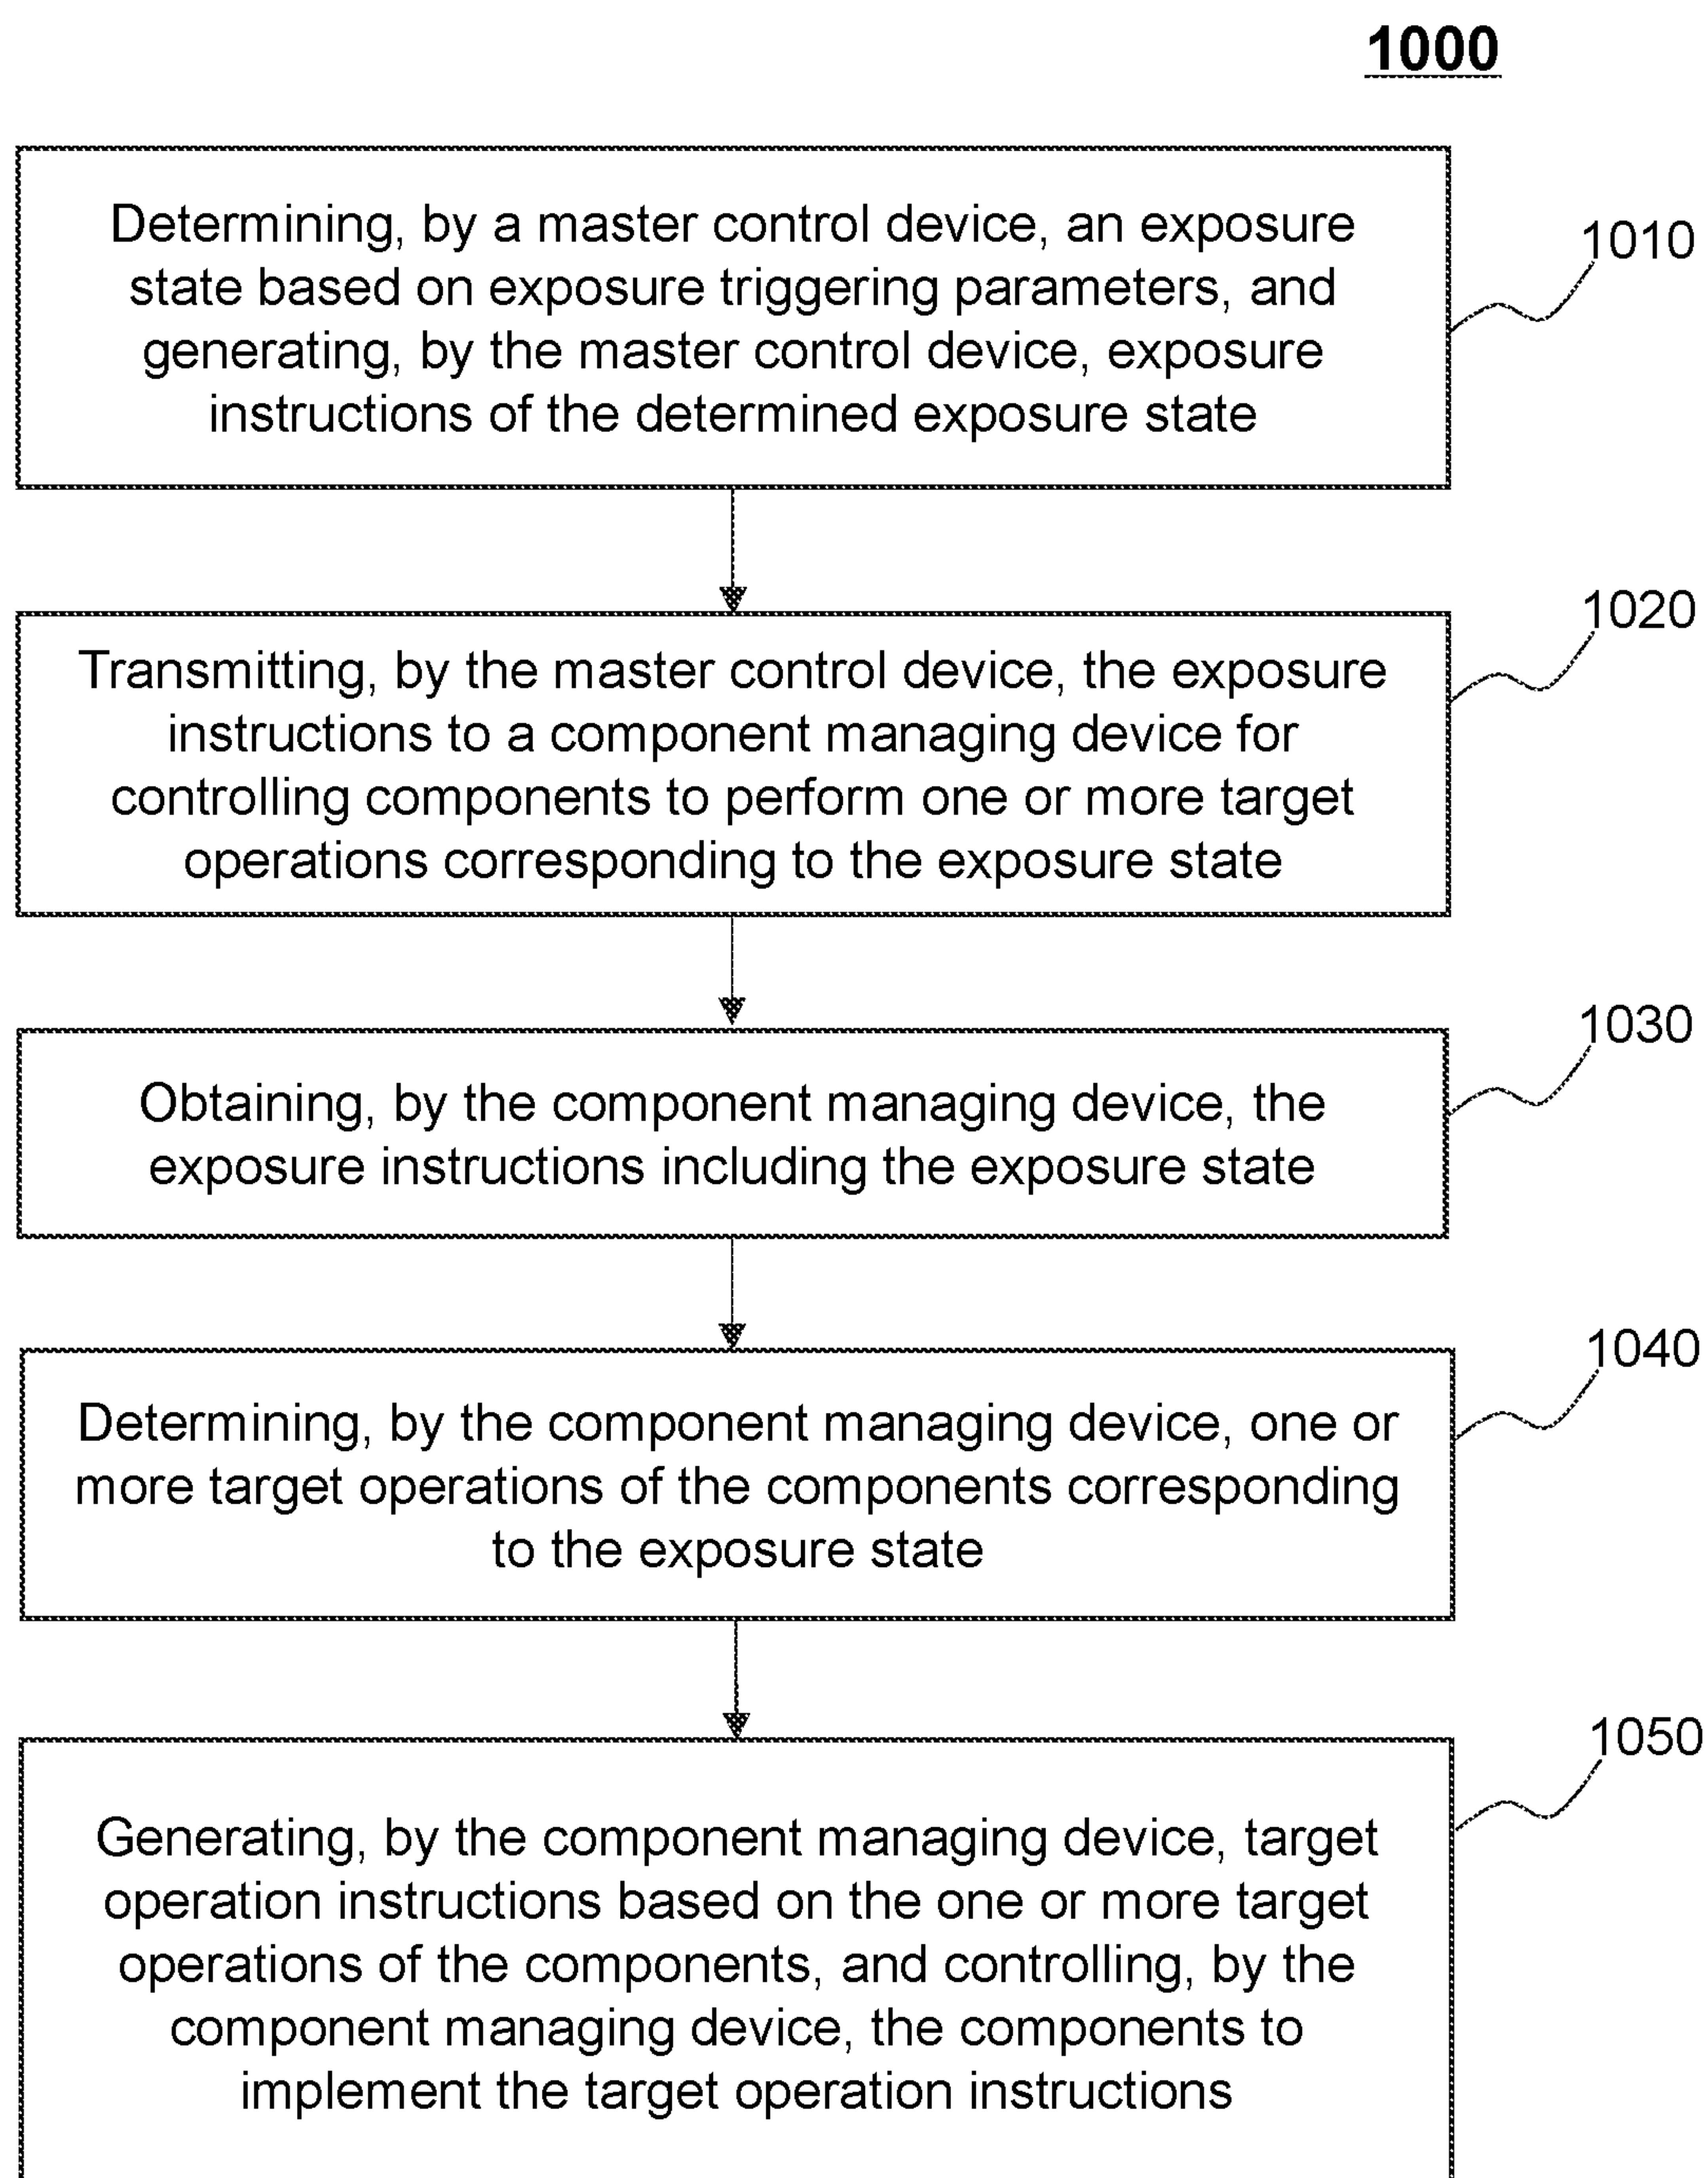 1000
Determining, by a master control device, an exposure
state based on exposure triggering parameters, and
generating, by the master control device, exposure
instructions of the determined exposure state
1010
Transmitting, by the master control device, the exposure
instructions to a component managing device for
controlling components to perform one or more target
operations corresponding to the exposure state
1020
Obtaining, by the component managing device, the
exposure instructions including the exposure state
1030
Determining, by the component managing device, one or
more target operations of the components corresponding
to the exposure state
1040
Generating, by the component managing device, target
operation instructions based on the one or more target
operations of the components, and controlling, by the
component managing device, the components to
implement the target operation instructions
1050